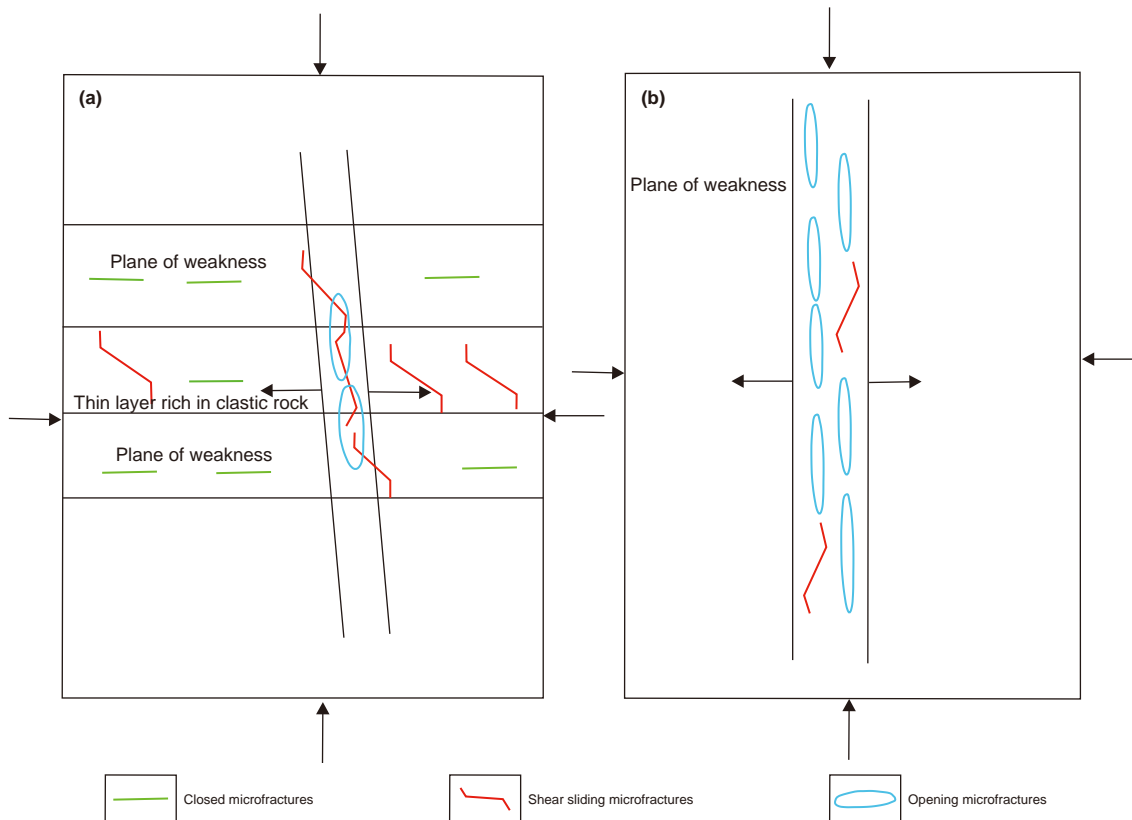 (a)
Plane of weakness
Thin layer rich in clastic rock
Plane of weakness
(b)
Plane of weakness
Closed microfractures
Shear sliding microfractures
Opening microfractures